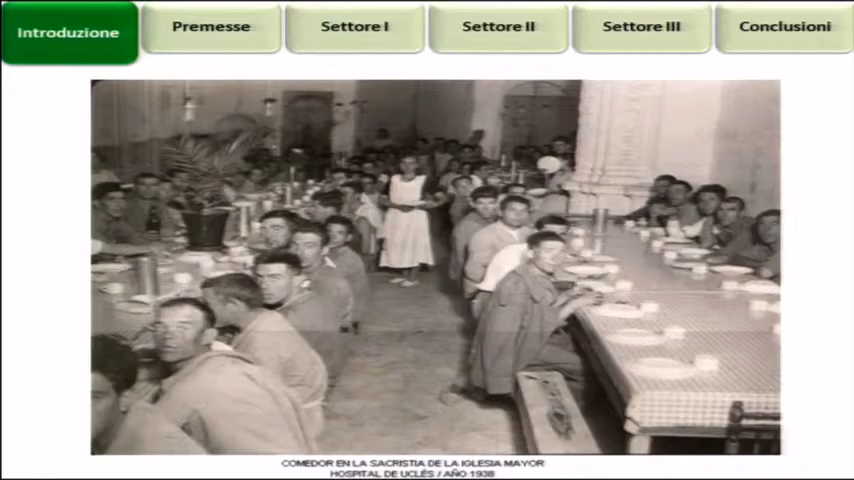 Introduzione
Premesse
Settore I
Settore II
Settore III
Conclusioni
COMEDOR EN LA SACRISTIA DE LA IGLESIA MAYOR
HOSPITAL DE UCLÉS / AÑO 1938